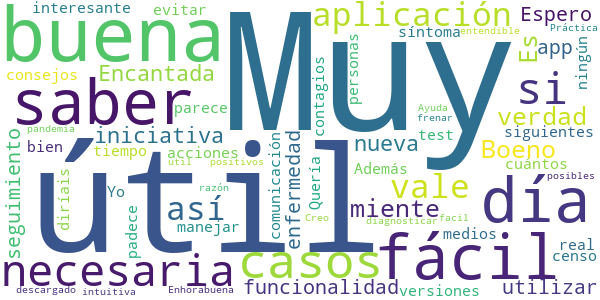 interesante
evitar
buena
Muy
aplicación
Espero
Práctica
síntoma
entendible
consejos
Encantada
saber
parece
contagios
personas
Es
app
ningún
si
Ayuda
frenar
verdad
pandemia
iniciativa
bien
tiempo
acciones
enfermedad
nueva
test
siguientes
Boeno
cuántos
seguimiento
útil
útil
positivos
comunicación
Quería
Además
posibles
diríais
Yo
padece
así
manejar
razón
Creo
diagnosticar
facil
vale
día
miente
medios
real
censo
necesaria
casos
fácil
descargado
intuitiva
Enhorabuena
funcionalidad
versiones
utilizar